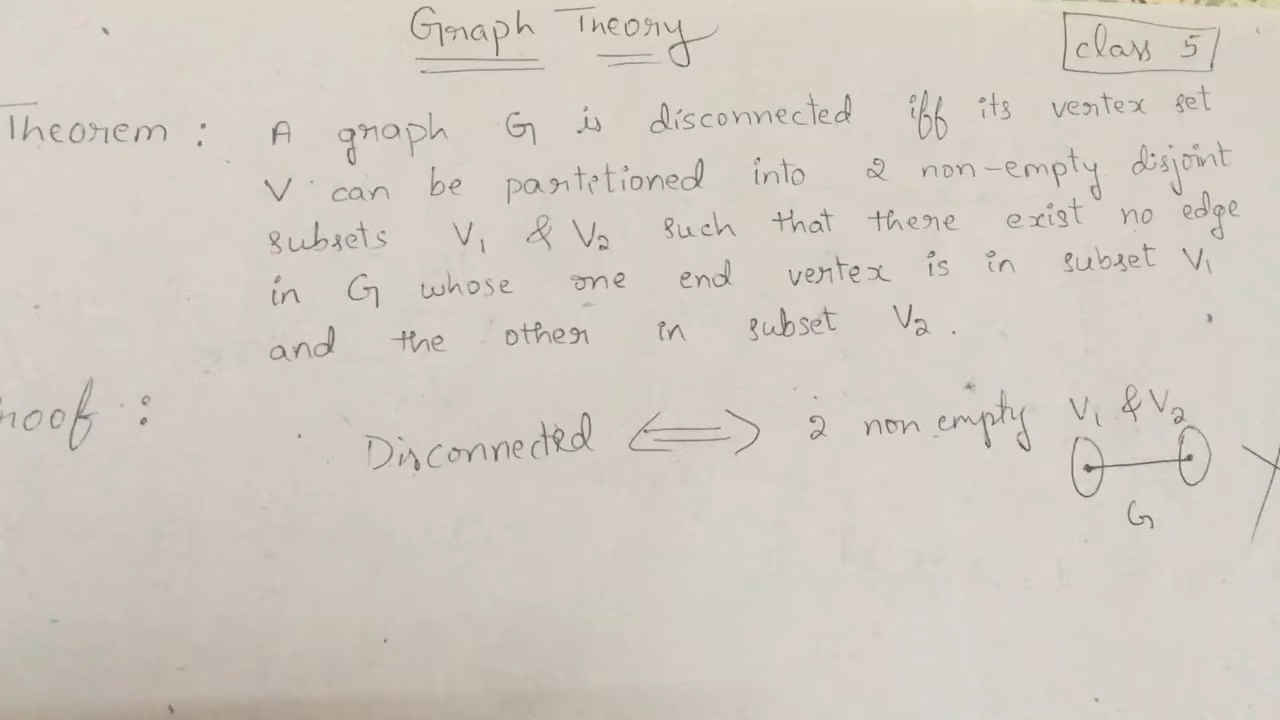 Graph Theory
class 5
Theorem : A graph G is disconnected iff its vertex set
V can be partitioned into 2 non-empty disjoint
subsets V₁ & V₂ such that there exist no edge
in G whose one end vertex is in subset V₁
and the other in subset V₂ .
roof :
Disconnected ⟺ 2 non empty V₁ & V₂
G